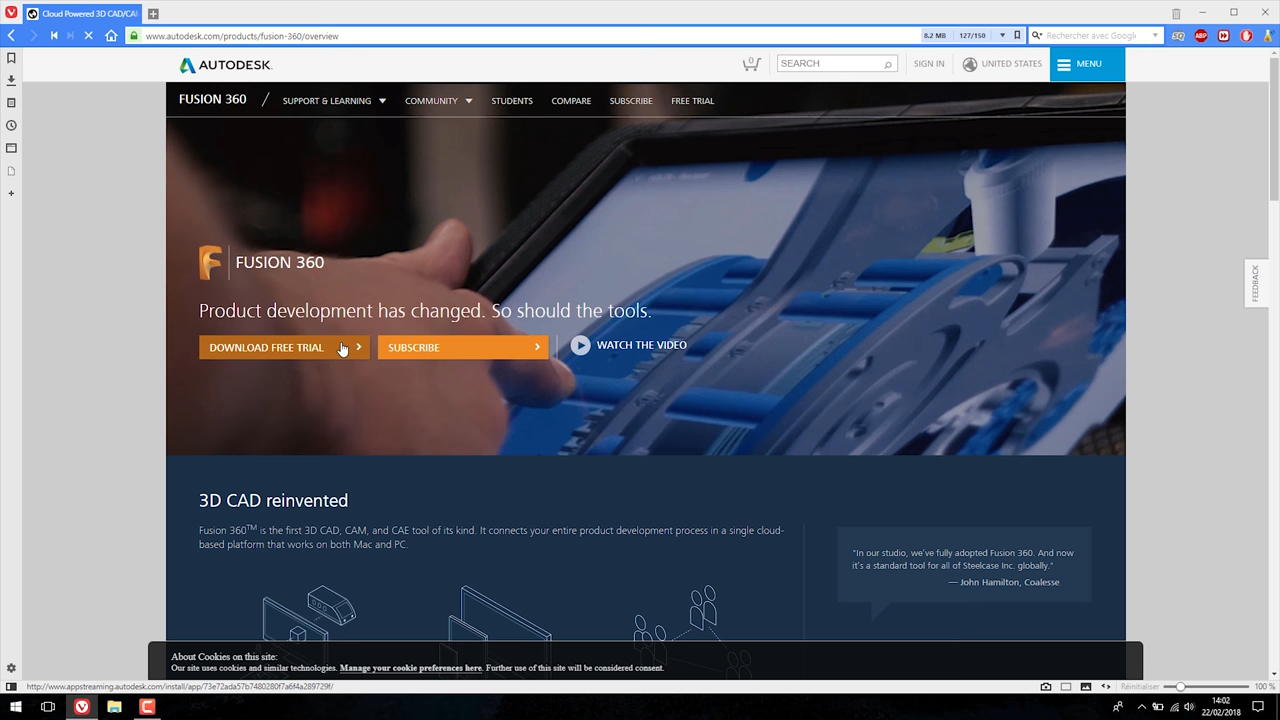 Cloud Powered 3D CAD/CA
www.autodesk.com/products/fusion-360/overview
8.2 MB
127/150
Rechercher avec Googl
ABP
AUTODESK.
0
SEARCH
SIGN IN
UNITED STATES
MENU
FUSION 360
SUPPORT & LEARNING
COMMUNITY
STUDENTS
COMPARE
SUBSCRIBE
FREE TRIAL
FUSION 360
Product development has changed. So should the tools.
DOWNLOAD FREE TRIAL
SUBSCRIBE
WATCH THE VIDEO
FEEDBACK
3D CAD reinvented
Fusion 360TM is the first 3D CAD, CAM, and CAE tool of its kind. It connects your entire product development process in a single cloud-
based platform that works on both Mac and PC.
"In our studio, we've fully adopted Fusion 360. And now
it's a standard tool for all of Steelcase Inc. globally."
— John Hamilton, Coalesse
About Cookies on this site:
Our site uses cookies and similar technologies. Manage your cookie preferences here. Further use of this site will be considered consent.
http://www.appstreaming.autodesk.com/install/app/73e72ada57b7480280f7a6f4a289729f/
Réinitialiser
100 %
14:02
22/02/2018